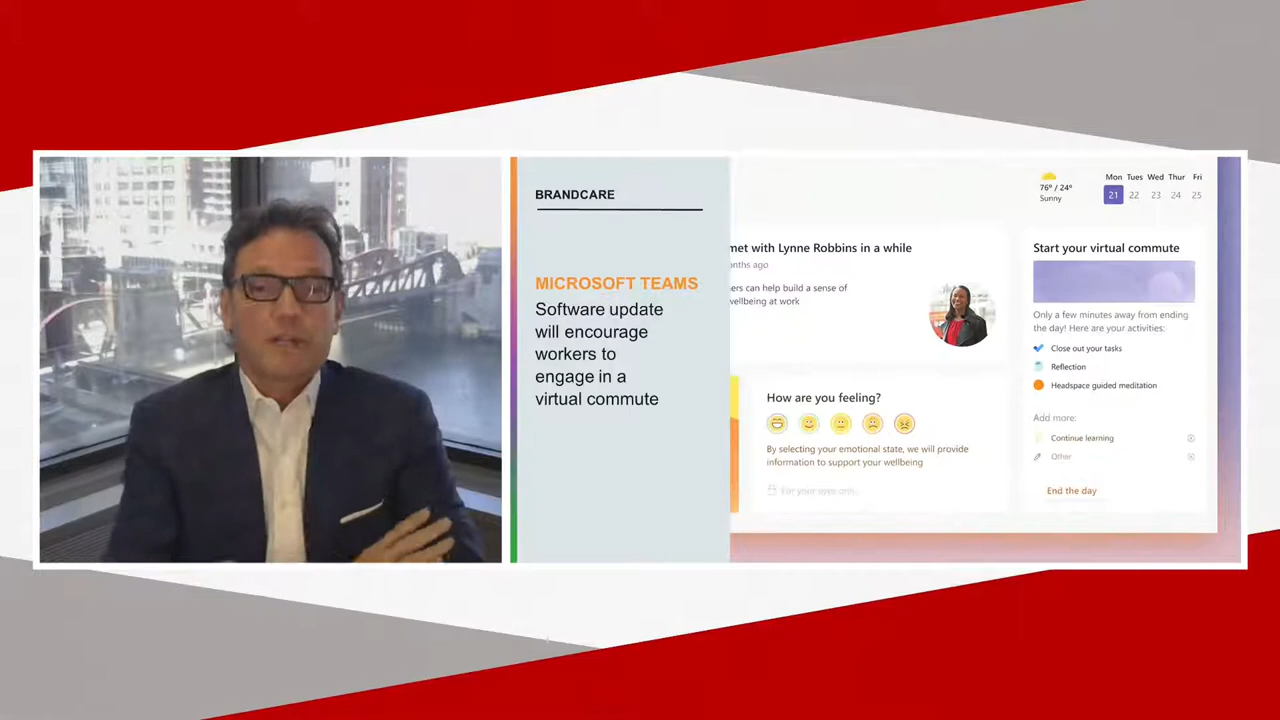 BRANDCARE
MICROSOFT TEAMS
Software update
will encourage
workers to
engage in a
virtual commute
76° / 24°
Sunny
Mon Tues Wed Thur Fri
21 22 23 24 25
met with Lynne Robbins in a while
nths ago
can help build a sense of
wellbeing at work
How are you feeling?
By selecting your emotional state, we will provide
information to support your wellbeing
For your eyes only
Start your virtual commute
Only a few minutes away from ending
the day! Here are your activities:
Close out your tasks
Reflection
Headspace guided meditation
Add more:
Continue learning
Other
End the day